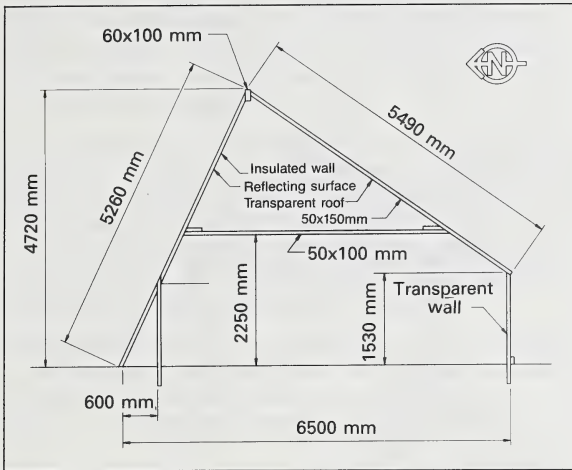 60x100 mm
N
5490 mm
5260 mm
4720 mm
Insulated wall
Reflecting surface
Transparent roof
50x150mm
50x100 mm
2250 mm
1530 mm
Transparent
wall
600 mm
6500 mm